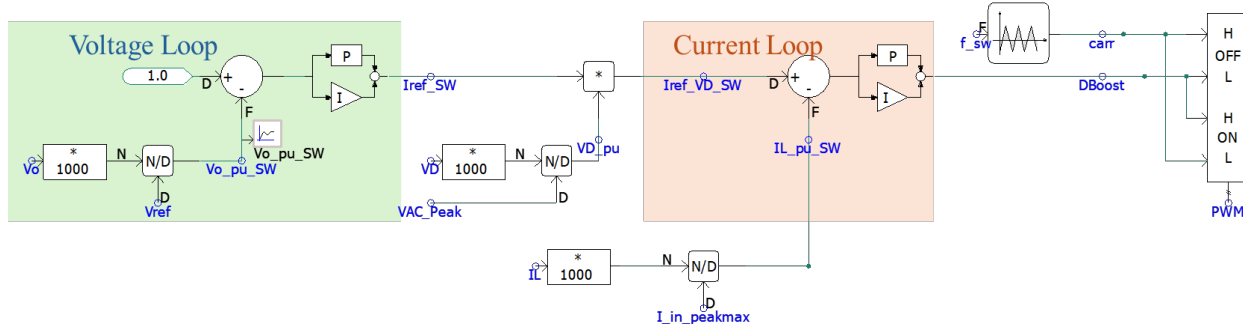 Voltage Loop
Current Loop
1.0
D
+
-
F
P
I
Iref_SW
*
Iref_VD_SW
D
+
-
F
P
I
f_sw
F
carr
DBoost
H
OFF
L
H
ON
L
PWM
Vo
*
1000
N
N/D
D
Vref
Vo_pu_SW
Vo_pu_SW
VD
*
1000
N
N/D
D
VD_pu
VAC_Peak
IL_pu_SW
IL
*
1000
N
N/D
D
I_in_peakmax